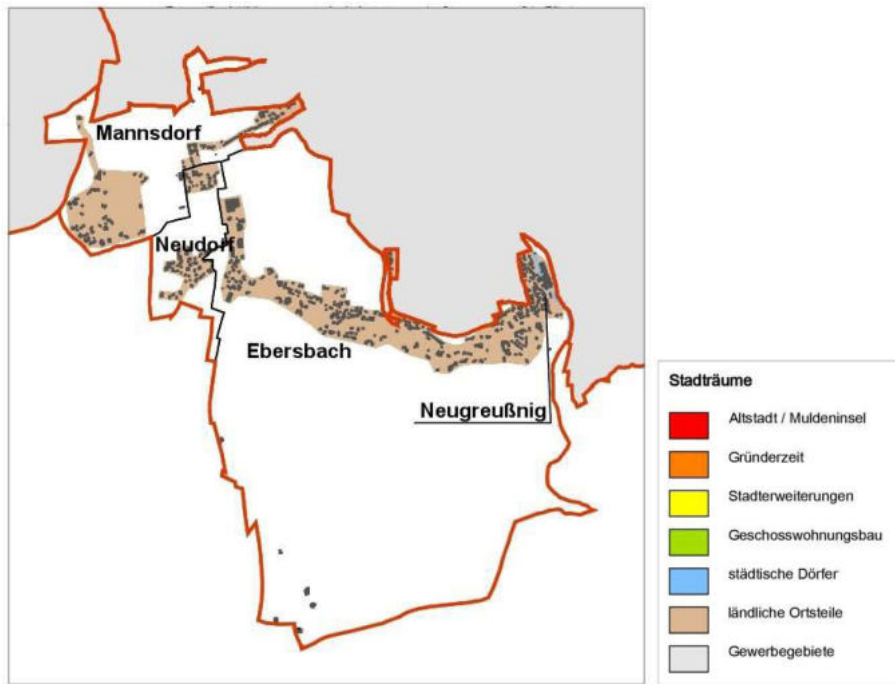 Mannsdorf
Neudorf
Ebersbach
Neugreußnig
Stadträume
Altstadt / Muldeninsel
Gründerzeit
Stadterweiterungen
Geschosswohnungsbau
städtische Dörfer
ländliche Ortsteile
Gewerbegebiete